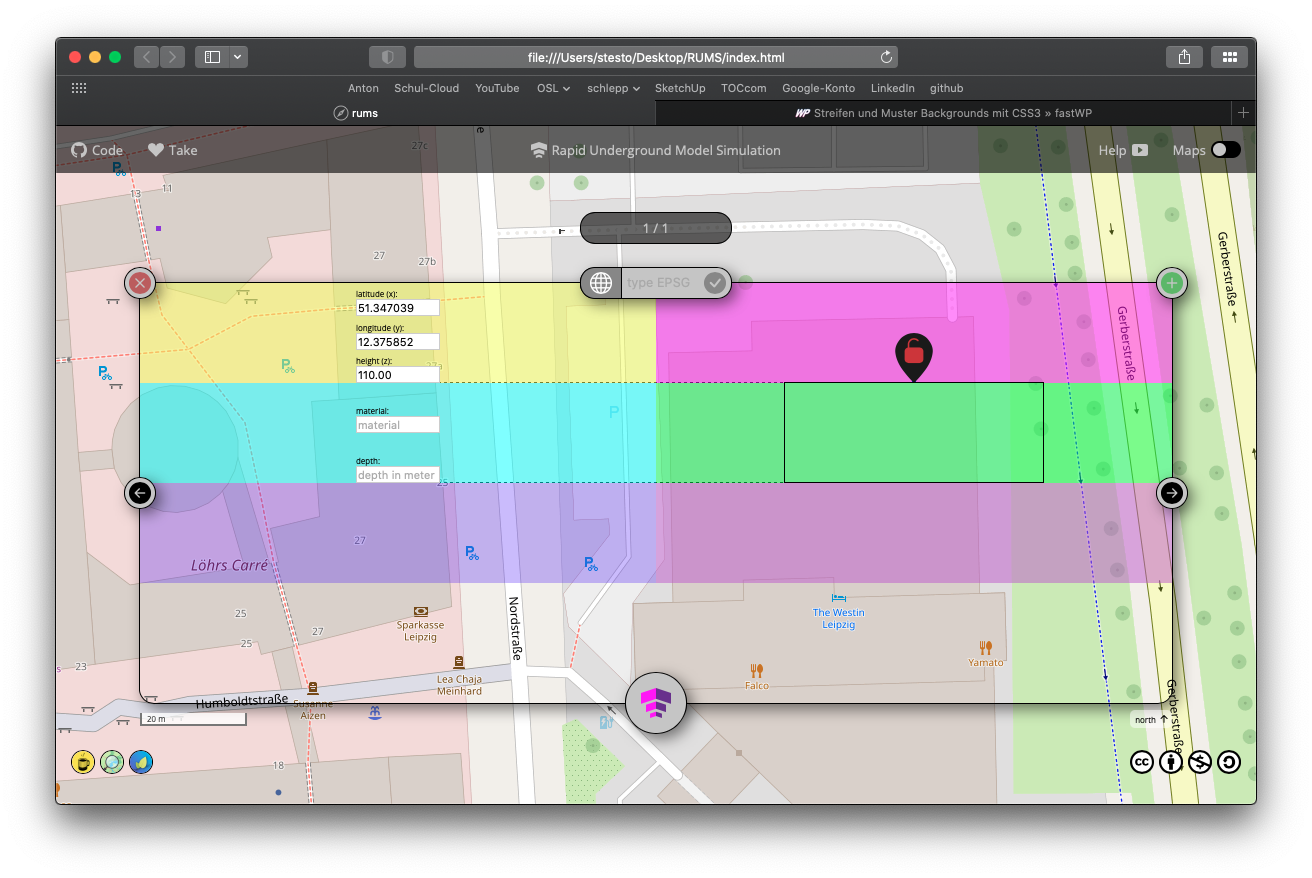 file:///Users/stesto/Desktop/RUMS/index.html
Anton Schul-Cloud YouTube OSL schlepp SketchUp TOCcom Google-Konto LinkedIn github
rums
WP Streifen und Muster Backgrounds mit CSS3 » fastWP
Code Take
Rapid Underground Model Simulation
Help Maps
27c
13
11
1 / 1
27
27b
type EPSG
latitude (x):
51.347039
longitude (y):
12.375852
height (z):
110.00
material:
material
depth:
depth in meter
25
P
27
Löhrs Carré
Gerberstraße
Gerberstraße
Gerberstraße
Nordstraße
The Westin
Leipzig
25
25
27
Sparkasse
Leipzig
23
Lea Chaja
Meinhard
Falco
Yamato
Humboldtstraße
Susanne
Aizen
20 m
north
18
cc